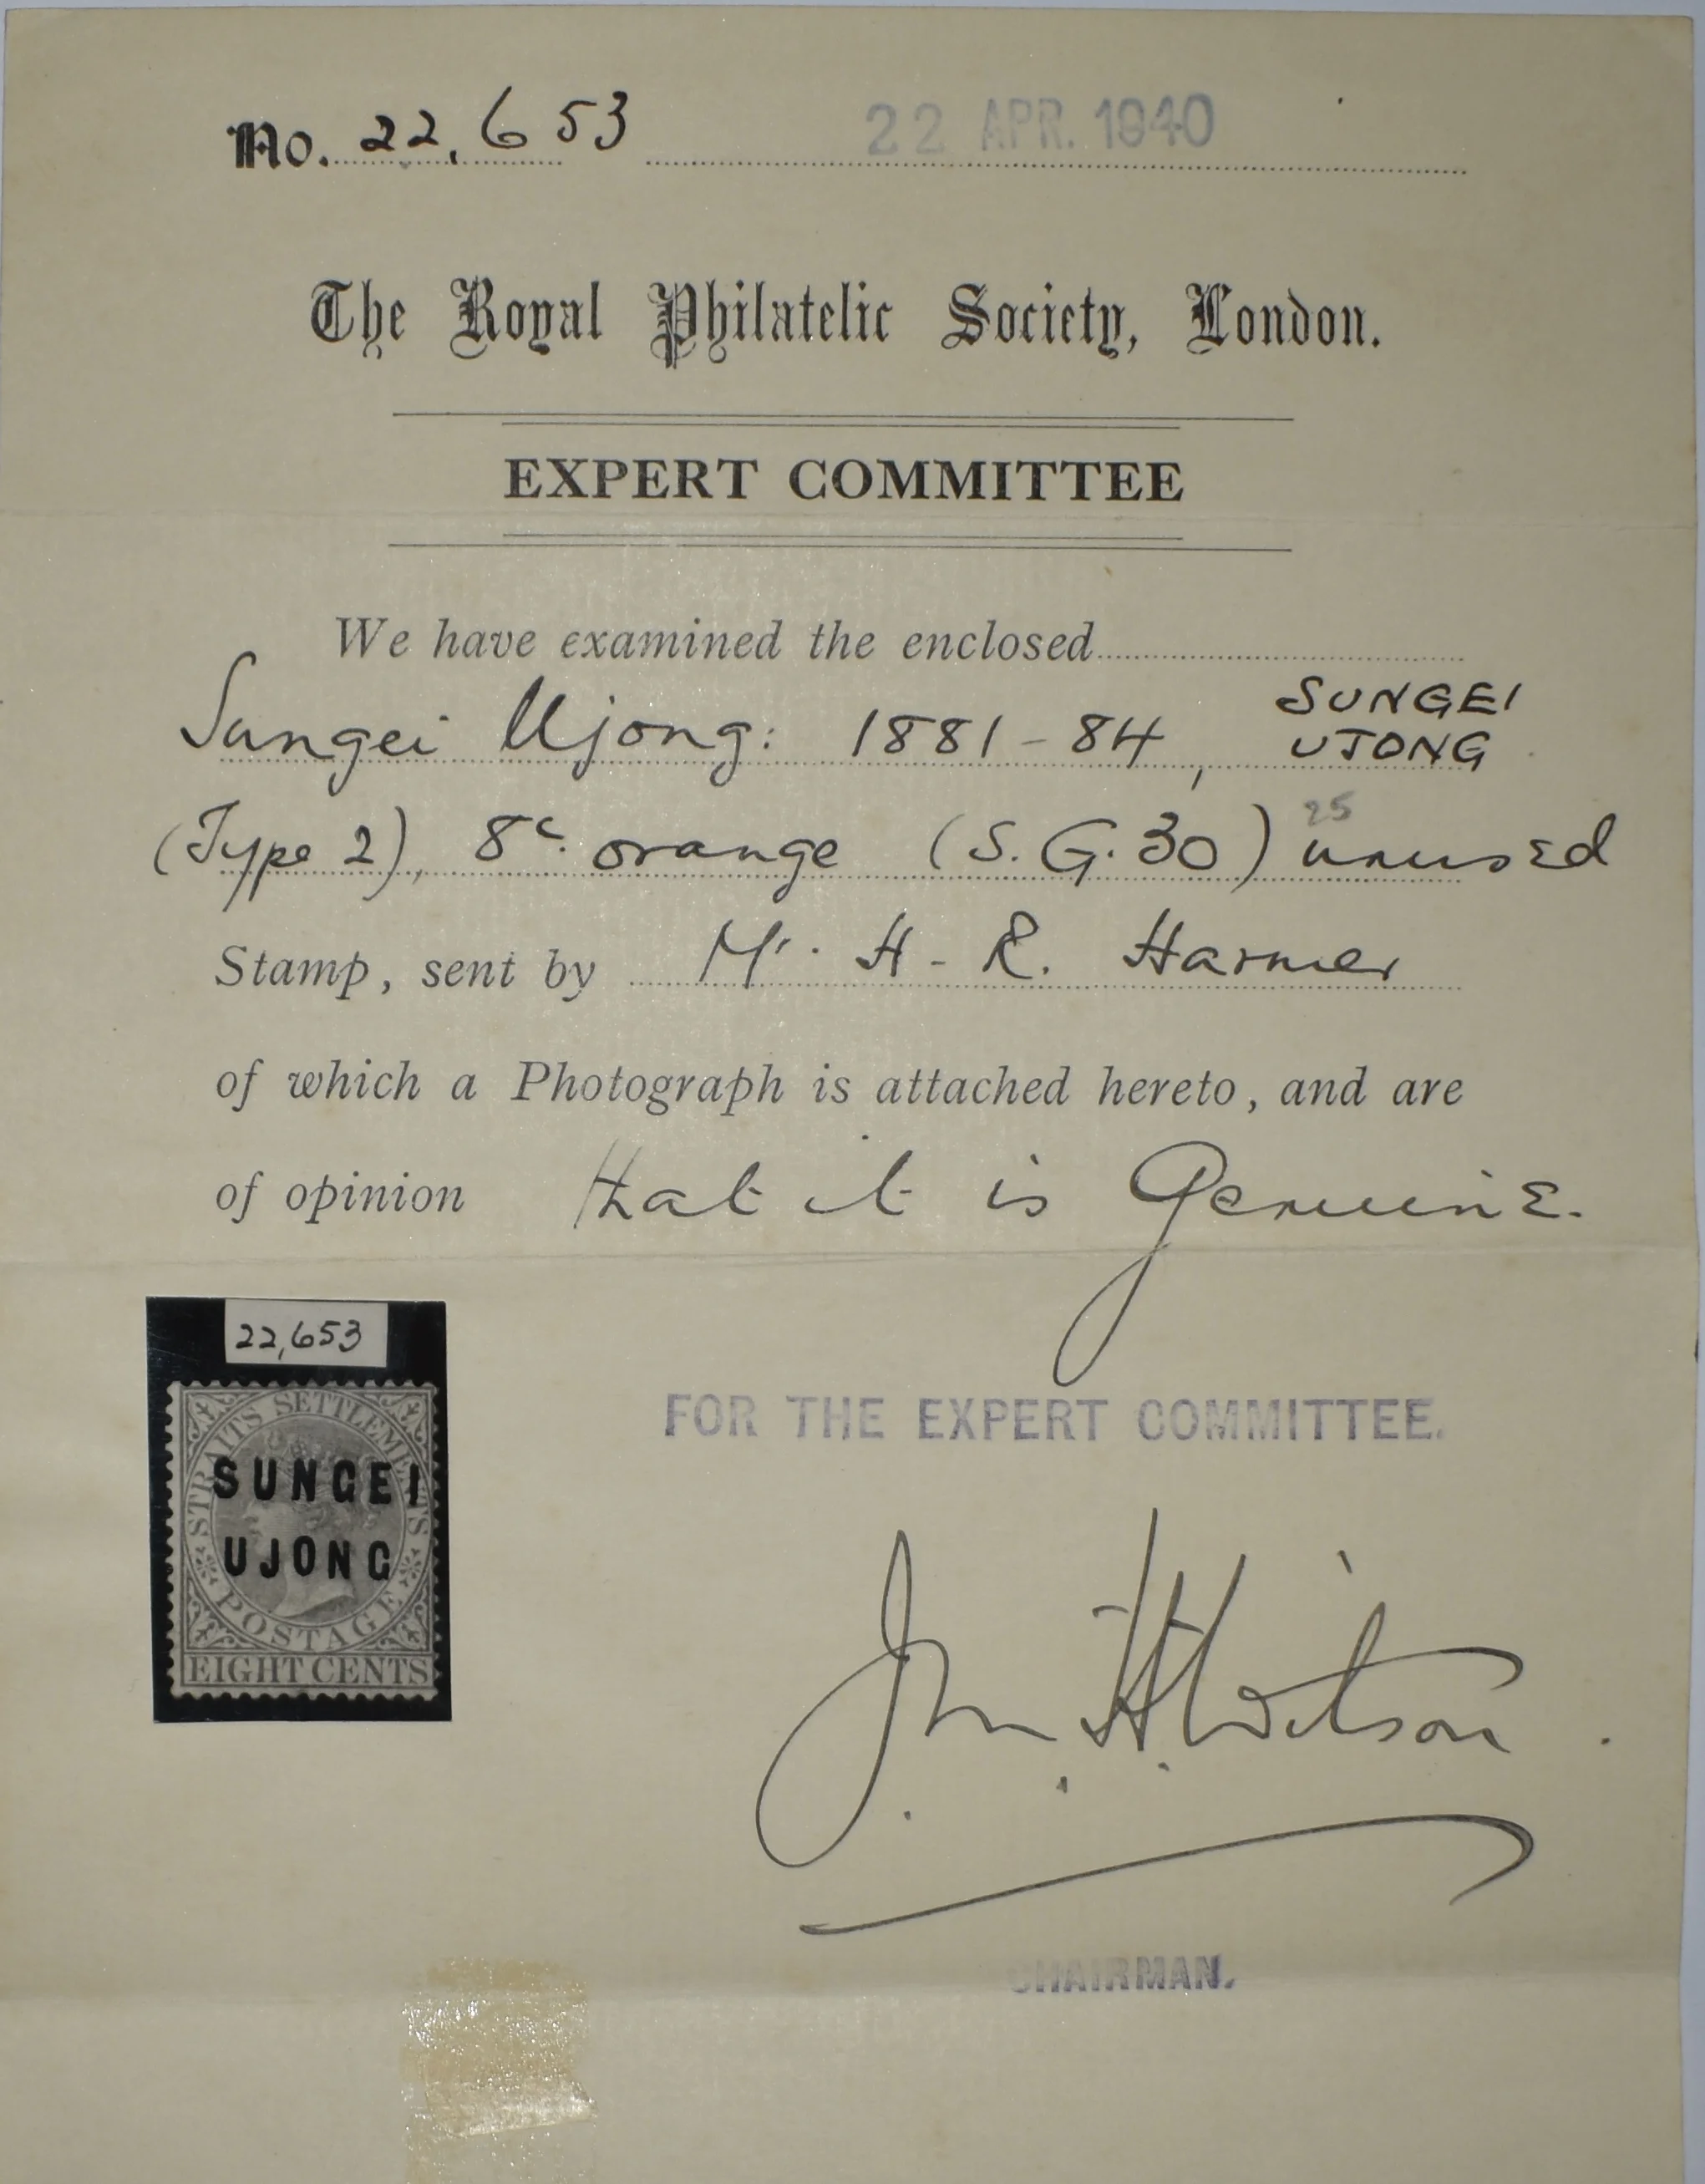 No. 22,653 22 APR. 1940
The Royal Philatelic Society, London.
EXPERT COMMITTEE
We have examined the enclosed
Sungei Ujong: 1881-84, SUNGEI
UJONG
25
(Type 2), 8c. orange (S.G.30) unused
Stamp, sent by Mr. H. R. Harmer
of which a Photograph is attached hereto, and are
of opinion that it is Genuine.
22,653
STRAITS SETTLEMENTS
SUNGEI
UJONG
POSTAGE
EIGHT CENTS
FOR THE EXPERT COMMITTEE.
J. M. H. Wilson
CHAIRMAN.